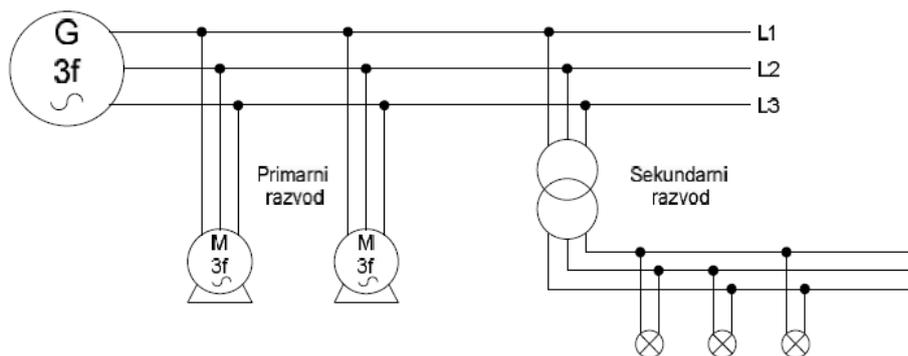 G
3f
L1
L2
L3
Primarni
razvod
Sekundarni
razvod
M
3f
M
3f